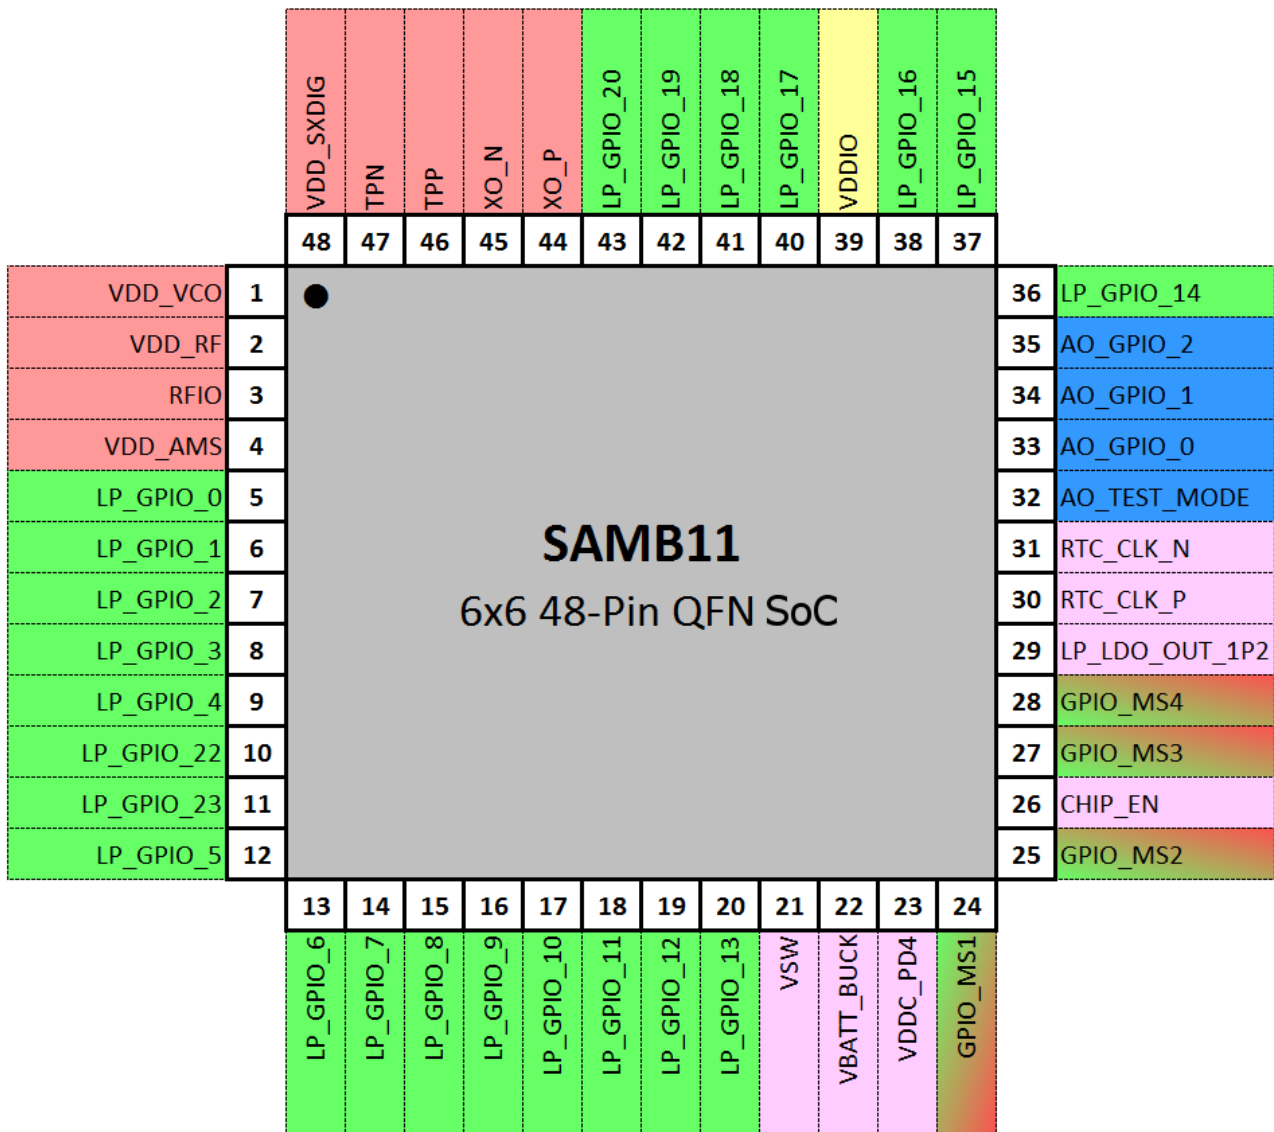 VDD_SXDIG
TPN
TPP
XO_N
XO_P
LP_GPIO_20
LP_GPIO_19
LP_GPIO_18
LP_GPIO_17
VDDIO
LP_GPIO_16
LP_GPIO_15
48 47 46 45 44 43 42 41 40 39 38 37
VDD_VCO 1
VDD_RF 2
RFIO 3
VDD_AMS 4
LP_GPIO_0 5
LP_GPIO_1 6
LP_GPIO_2 7
LP_GPIO_3 8
LP_GPIO_4 9
LP_GPIO_22 10
LP_GPIO_23 11
LP_GPIO_5 12
SAMB11
6x6 48-Pin QFN SoC
36 LP_GPIO_14
35 AO_GPIO_2
34 AO_GPIO_1
33 AO_GPIO_0
32 AO_TEST_MODE
31 RTC_CLK_N
30 RTC_CLK_P
29 LP_LDO_OUT_1P2
28 GPIO_MS4
27 GPIO_MS3
26 CHIP_EN
25 GPIO_MS2
13 14 15 16 17 18 19 20 21 22 23 24
LP_GPIO_6
LP_GPIO_7
LP_GPIO_8
LP_GPIO_9
LP_GPIO_10
LP_GPIO_11
LP_GPIO_12
LP_GPIO_13
VSW
VBATT_BUCK
VDDC_PD4
GPIO_MS1